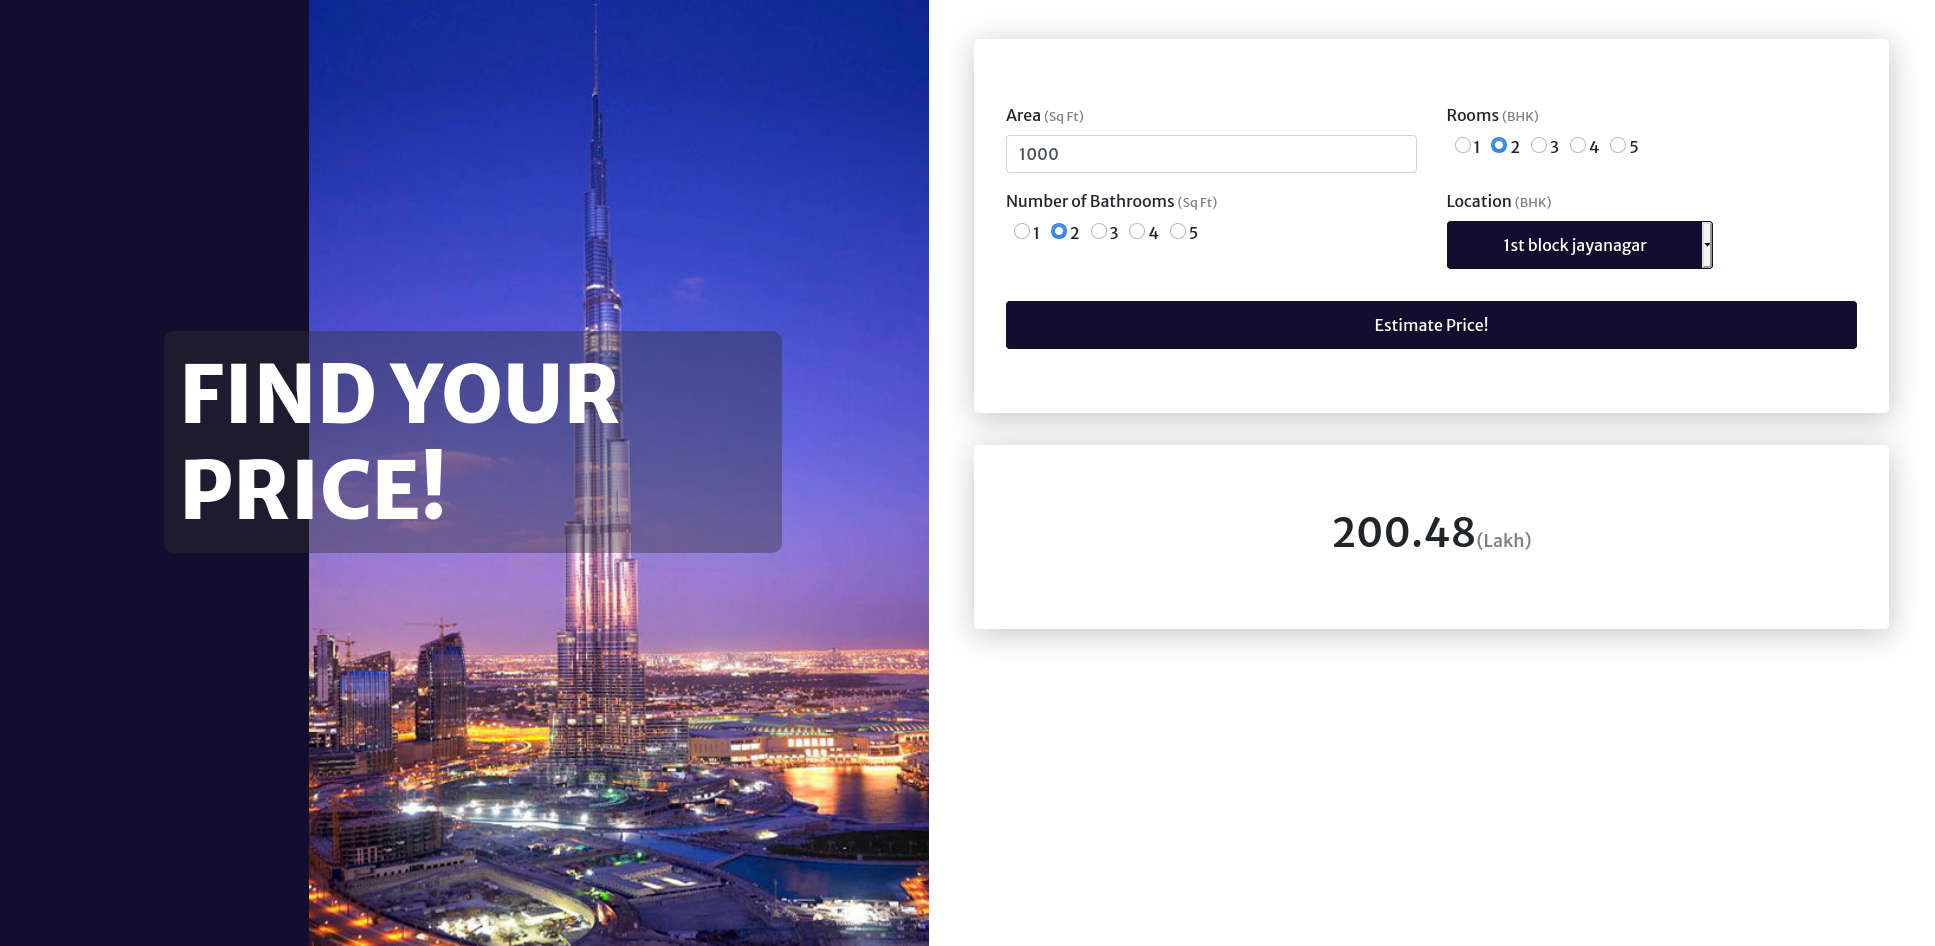 FIND YOUR
PRICE!
Area (Sq Ft)
1000
Rooms (BHK)
1 2 3 4 5
Number of Bathrooms (Sq Ft)
1 2 3 4 5
Location (BHK)
1st block jayanagar
Estimate Price!
200.48(Lakh)